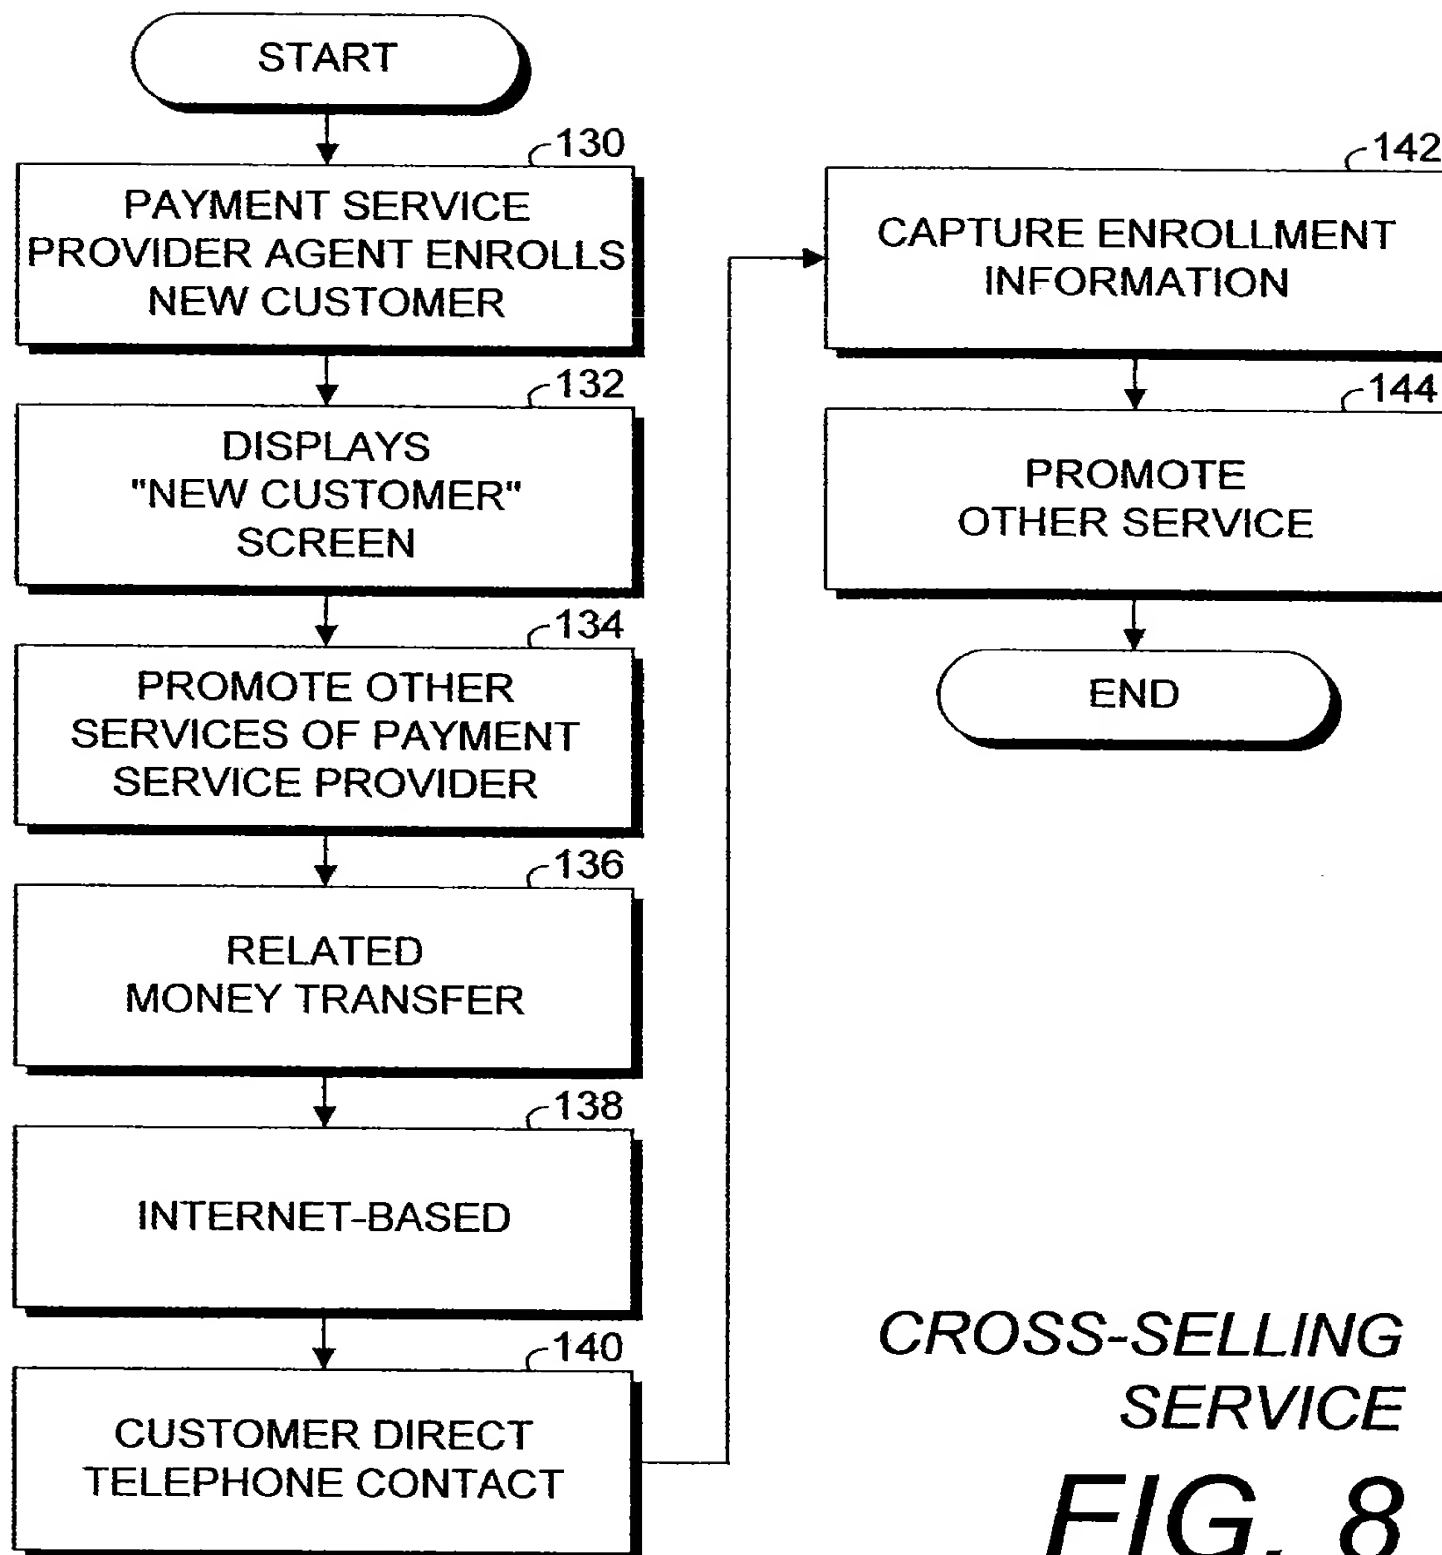 START
130
PAYMENT SERVICE
PROVIDER AGENT ENROLLS
NEW CUSTOMER
132
DISPLAYS
"NEW CUSTOMER"
SCREEN
134
PROMOTE OTHER
SERVICES OF PAYMENT
SERVICE PROVIDER
136
RELATED
MONEY TRANSFER
138
INTERNET-BASED
140
CUSTOMER DIRECT
TELEPHONE CONTACT
142
CAPTURE ENROLLMENT
INFORMATION
144
PROMOTE
OTHER SERVICE
END
CROSS-SELLING
SERVICE
FIG. 8